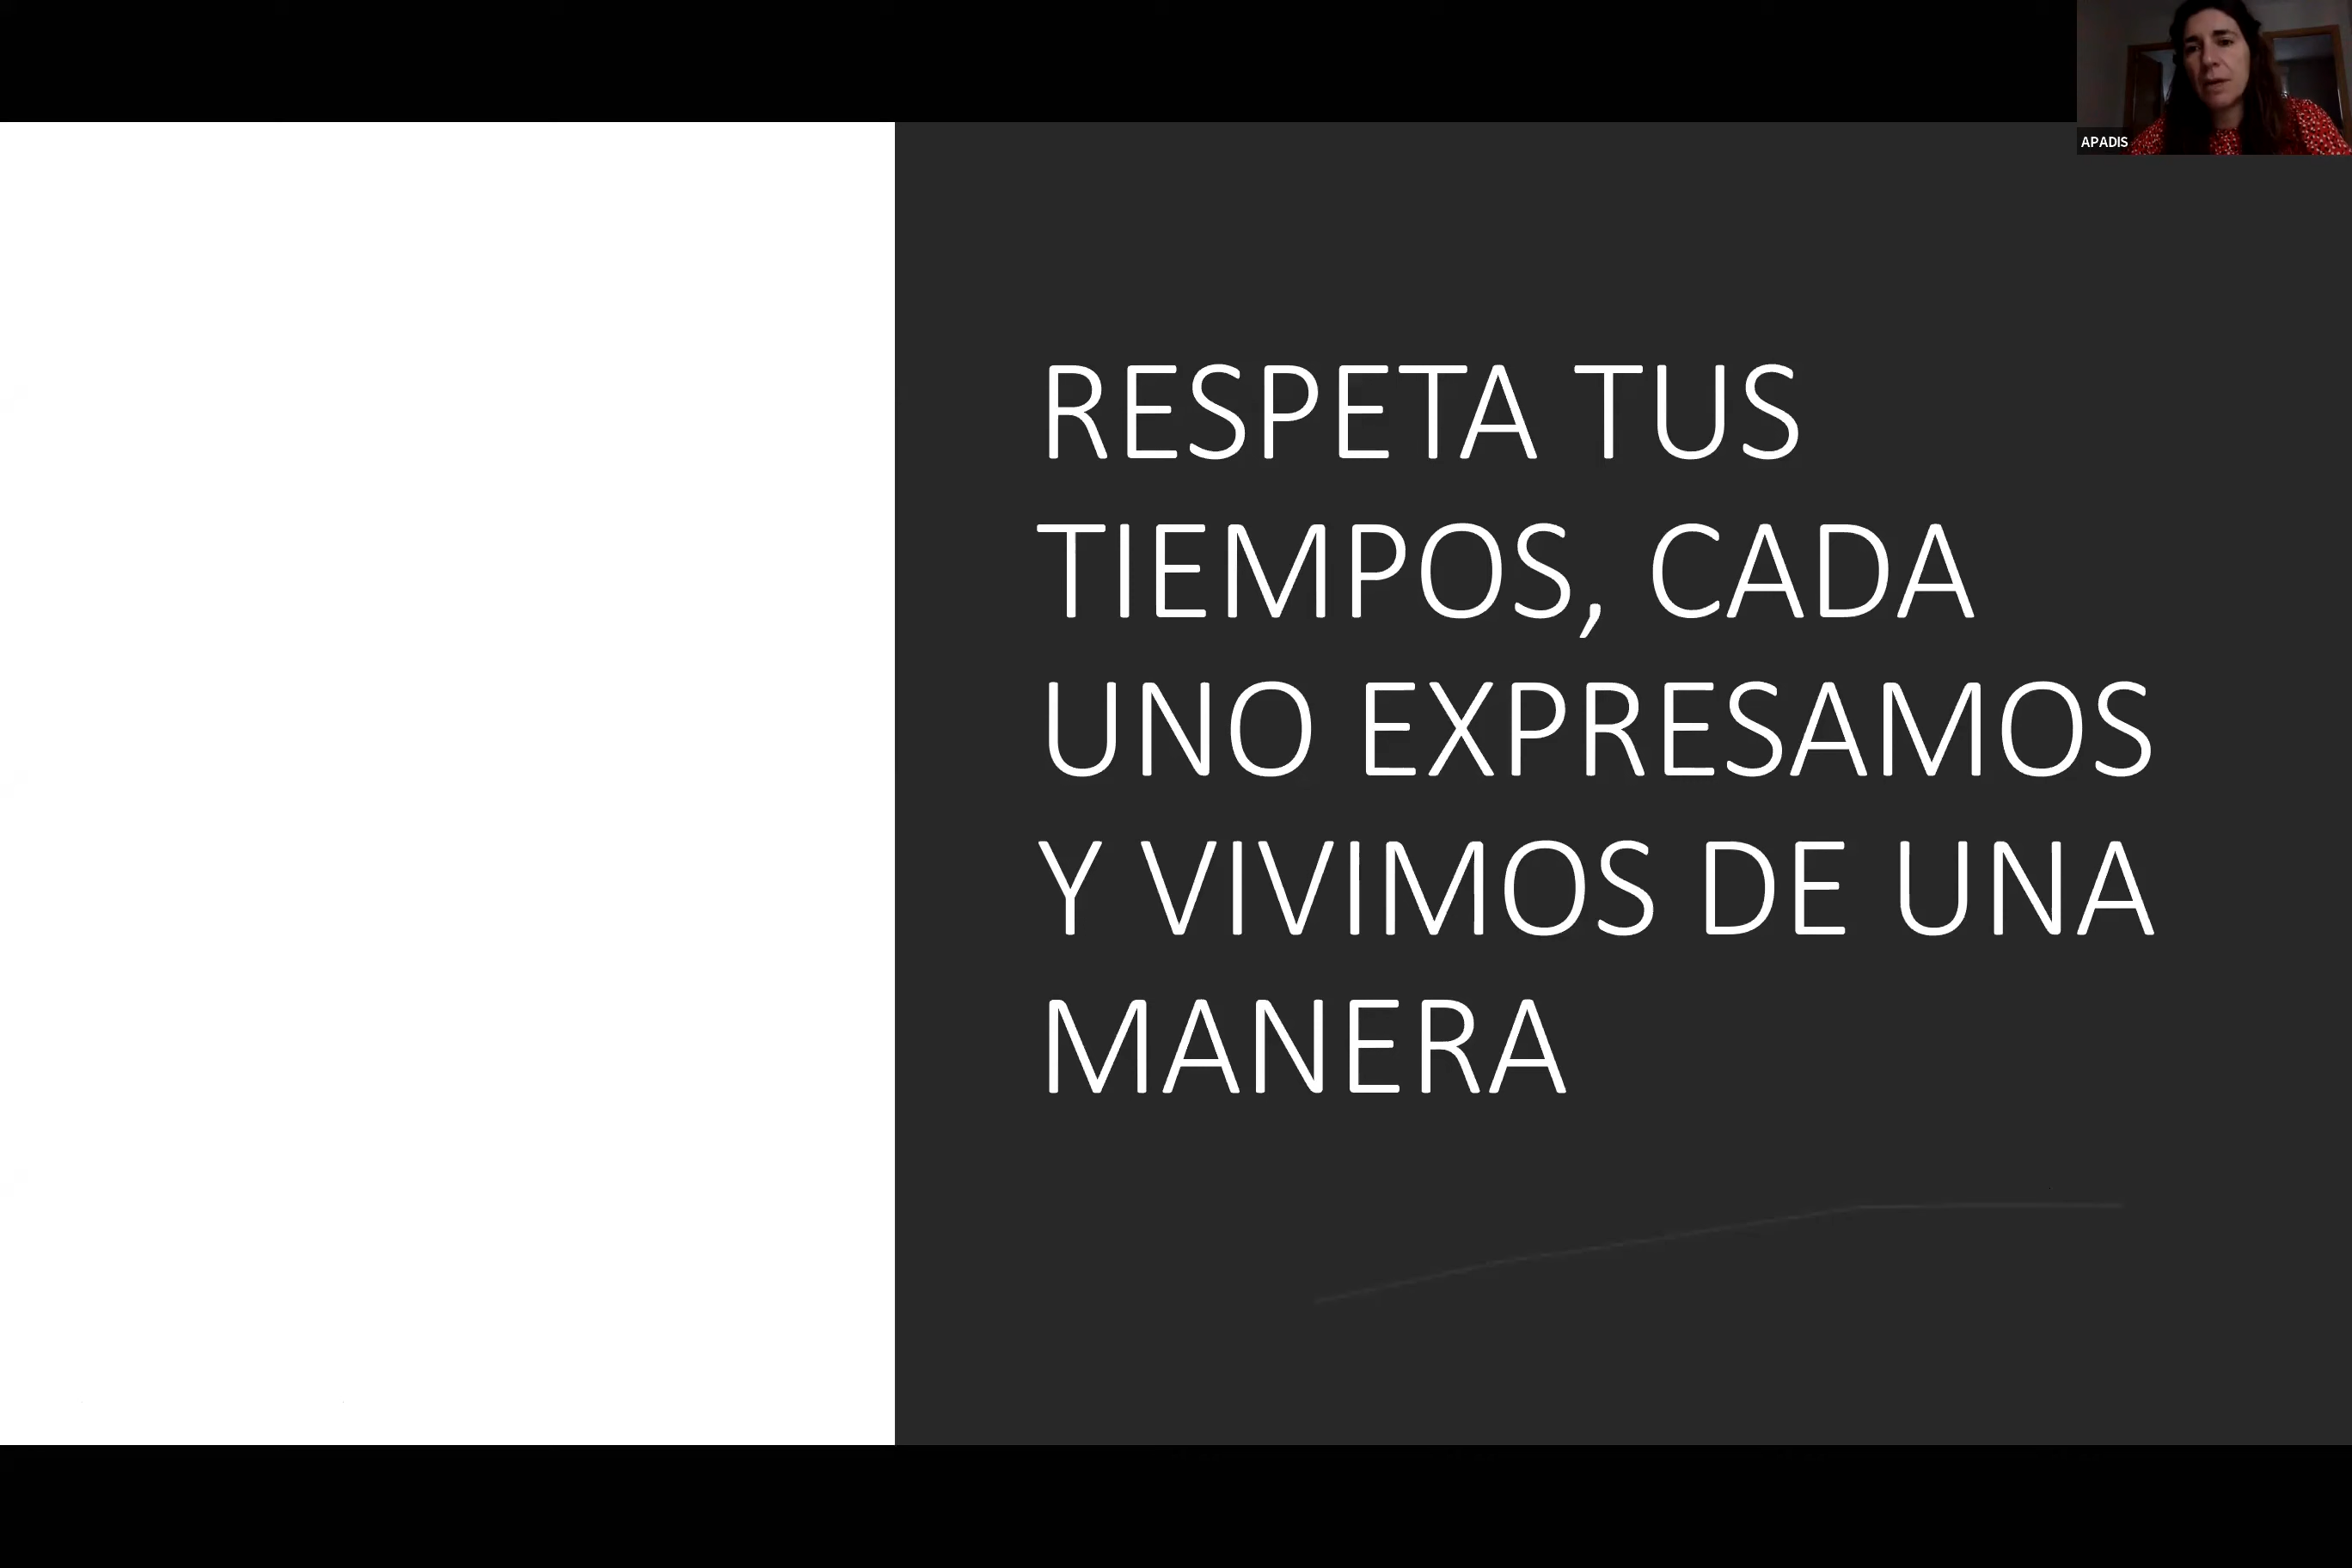 APADIS
RESPETA TUS
TIEMPOS, CADA
UNO EXPRESAMOS
Y VIVIMOS DE UNA
MANERA